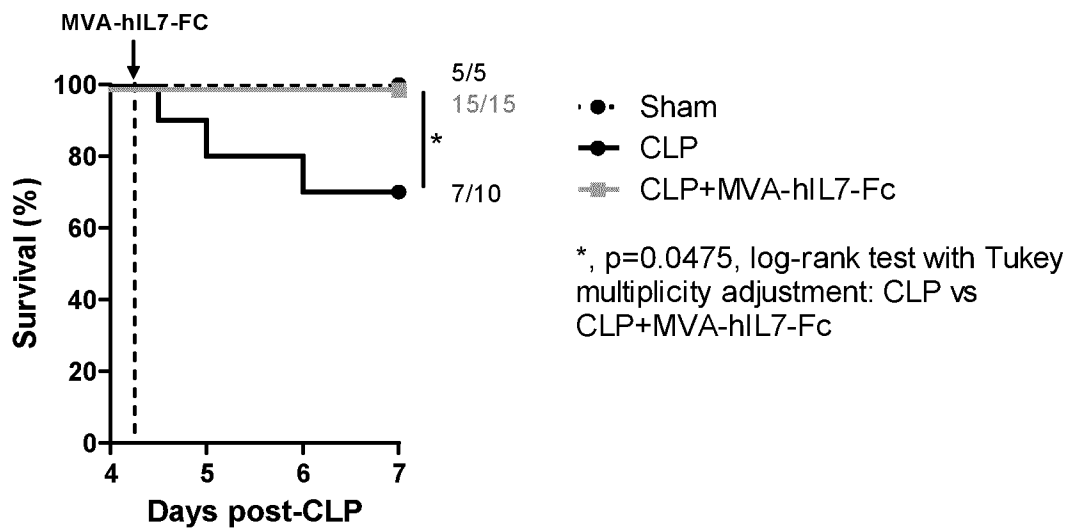 MVA-hIL7-FC
100
80
60
40
20
0
Survival (%)
4 5 6 7
Days post-CLP
5/5
15/15
*
7/10
Sham
CLP
CLP+MVA-hIL7-Fc
*, p=0.0475, log-rank test with Tukey
multiplicity adjustment: CLP vs
CLP+MVA-hIL7-Fc